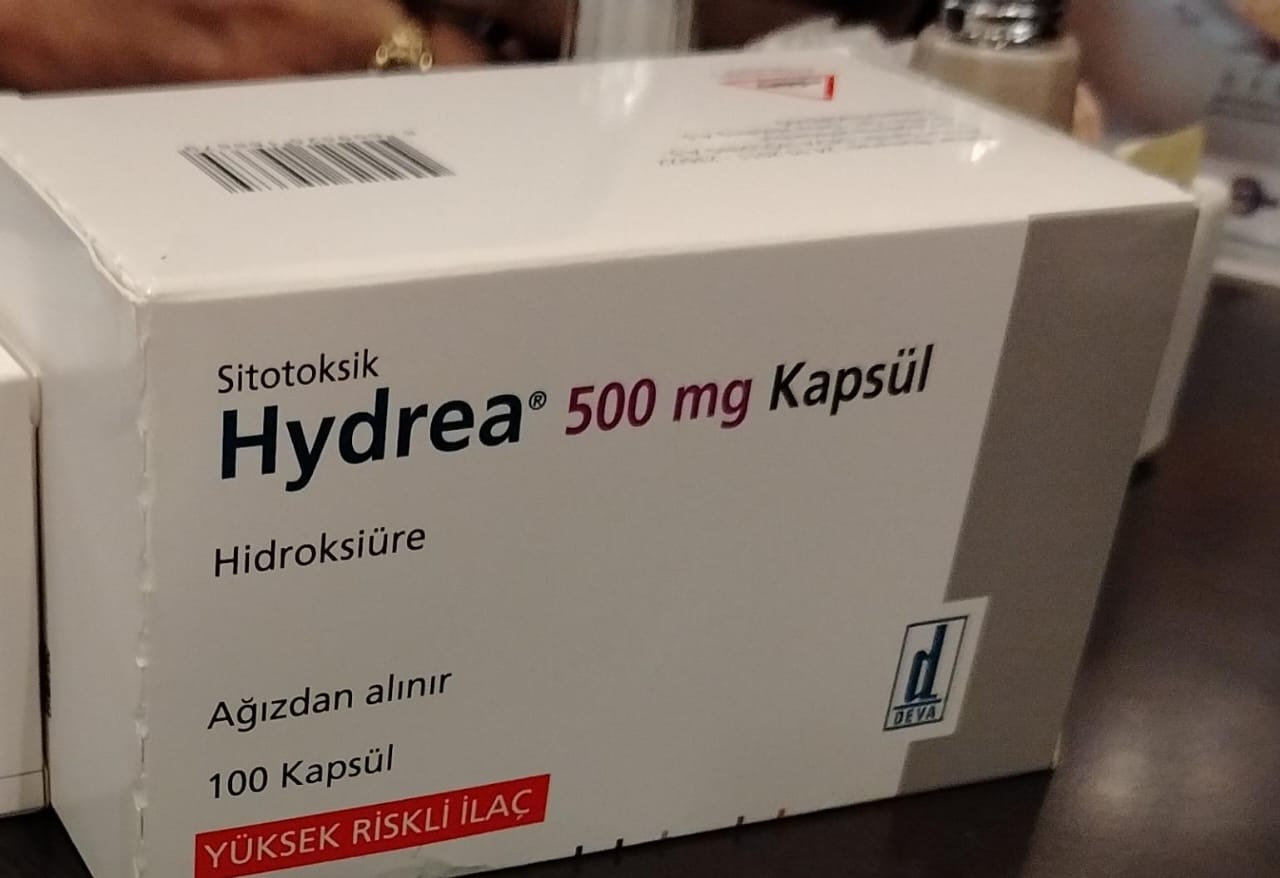 Sitotoksik
Hydrea® 500 mg Kapsül
Hidroksiüre
Ağızdan alınır
100 Kapsül
YÜKSEK RİSKLİ İLAÇ
d
DEVA